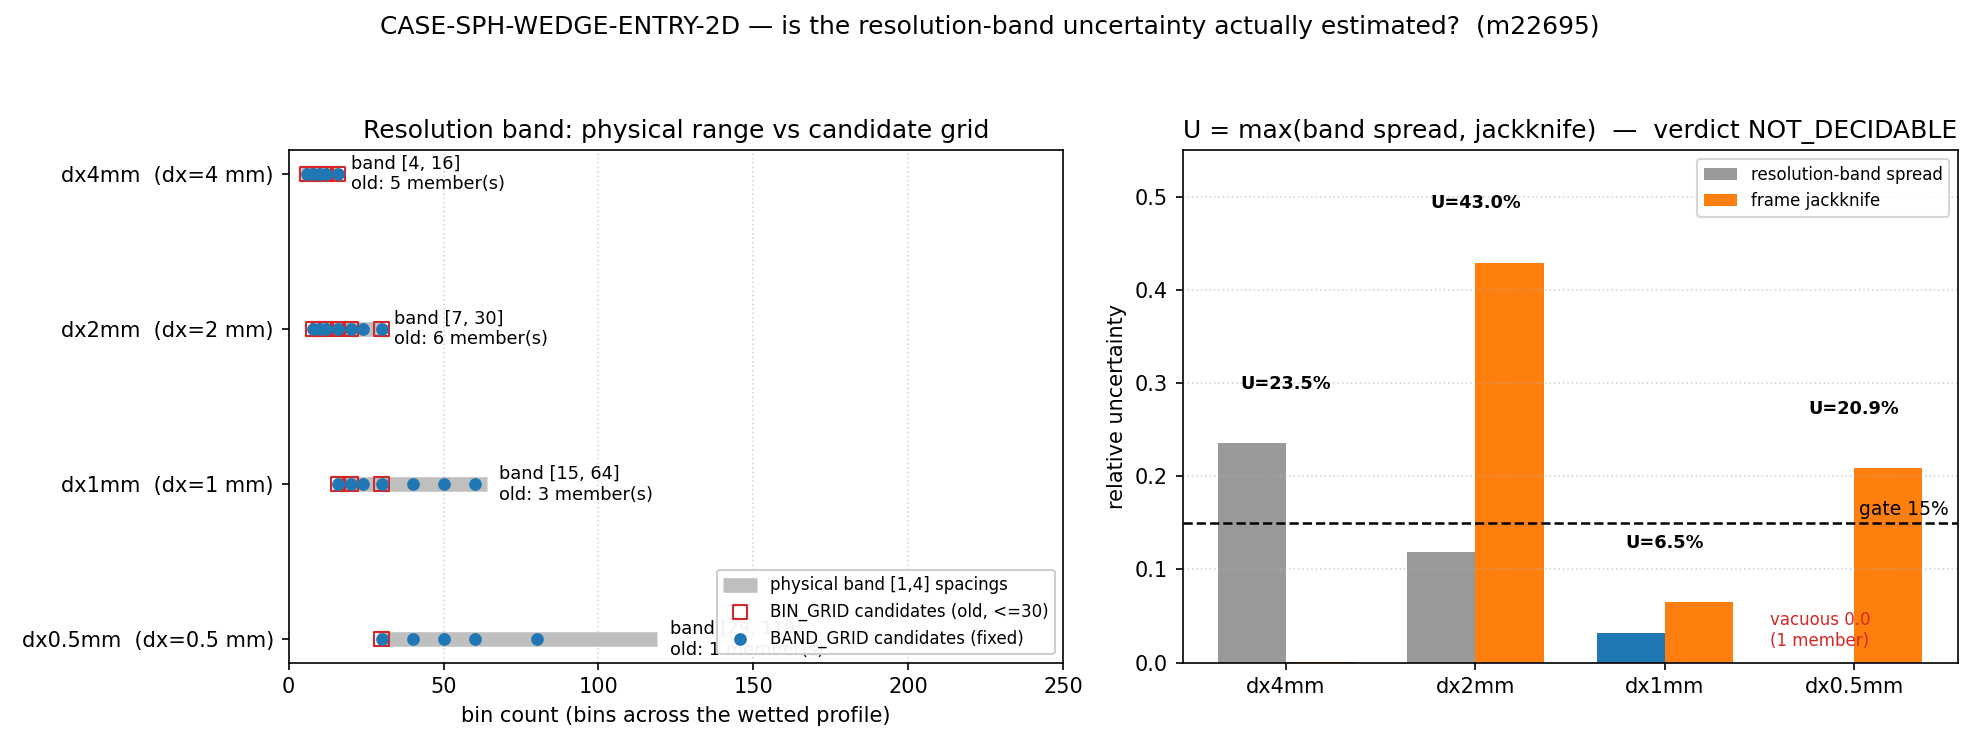 CASE-SPH-WEDGE-ENTRY-2D — is the resolution-band uncertainty actually estimated?  (m22695)
Resolution band: physical range vs candidate grid
dx4mm  (dx=4 mm)
dx2mm  (dx=2 mm)
dx1mm  (dx=1 mm)
dx0.5mm  (dx=0.5 mm)
band [4, 16]
old: 5 member(s)
band [7, 30]
old: 6 member(s)
band [15, 64]
old: 3 member(s)
band [29, 119]
old: 1 member(s)
physical band [1,4] spacings
BIN_GRID candidates (old, <=30)
BAND_GRID candidates (fixed)
0 50 100 150 200 250
bin count (bins across the wetted profile)
U = max(band spread, jackknife)  —  verdict NOT_DECIDABLE
relative uncertainty
0.5
0.4
0.3
0.2
0.1
0.0
resolution-band spread
frame jackknife
U=23.5%
U=43.0%
U=6.5%
U=20.9%
gate 15%
vacuous 0.0
(1 member)
dx4mm dx2mm dx1mm dx0.5mm